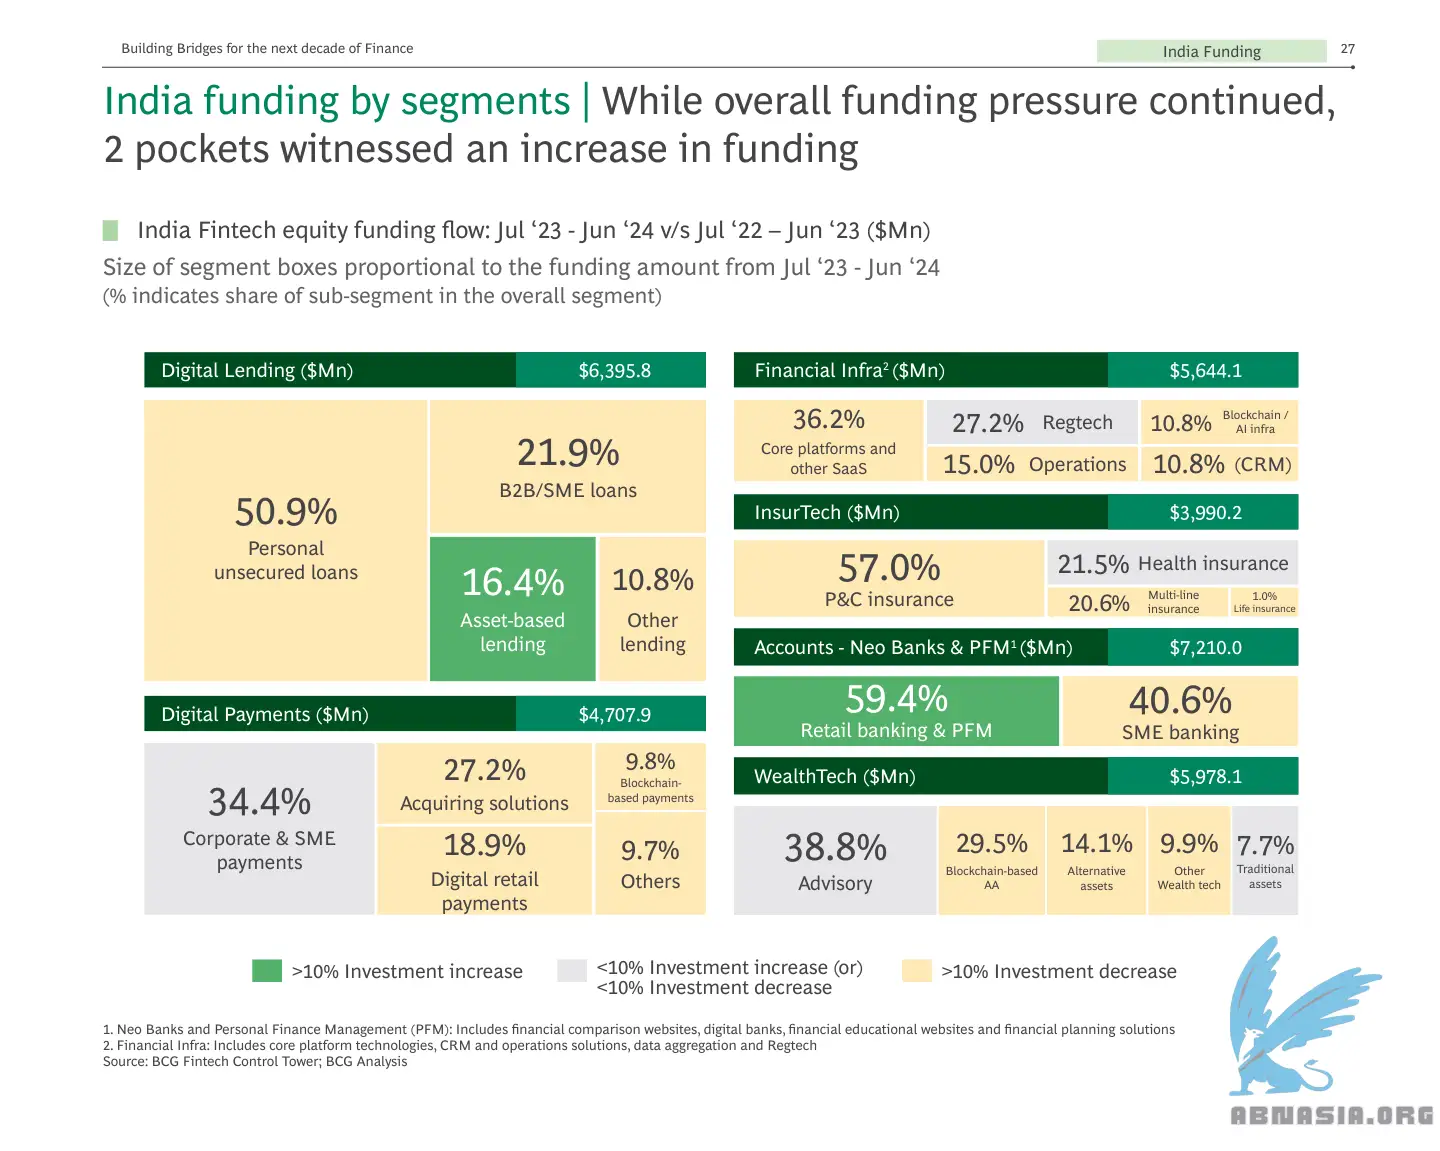 Building Bridges for the next decade of Finance
India Funding
27
India funding by segments | While overall funding pressure continued,
2 pockets witnessed an increase in funding
India Fintech equity funding flow: Jul ‘23 - Jun ‘24 v/s Jul ‘22 – Jun ‘23 ($Mn)
Size of segment boxes proportional to the funding amount from Jul ‘23 - Jun ‘24
(% indicates share of sub-segment in the overall segment)
Digital Lending ($Mn)
$6,395.8
50.9%
Personal
unsecured loans
21.9%
B2B/SME loans
16.4%
Asset-based
lending
10.8%
Other
lending
Digital Payments ($Mn)
$4,707.9
34.4%
Corporate & SME
payments
27.2%
Acquiring solutions
18.9%
Digital retail
payments
9.8%
Blockchain-
based payments
9.7%
Others
Financial Infra² ($Mn)
$5,644.1
36.2%
Core platforms and
other SaaS
27.2% Regtech
15.0% Operations
10.8% Blockchain /
AI infra
10.8% (CRM)
InsurTech ($Mn)
$3,990.2
57.0%
P&C insurance
21.5% Health insurance
20.6% Multi-line
insurance
1.0%
Life insurance
Accounts - Neo Banks & PFM¹ ($Mn)
$7,210.0
59.4%
Retail banking & PFM
40.6%
SME banking
WealthTech ($Mn)
$5,978.1
38.8%
Advisory
29.5%
Blockchain-based
AA
14.1%
Alternative
assets
9.9%
Other
Wealth tech
7.7%
Traditional
assets
>10% Investment increase
<10% Investment increase (or)
<10% Investment decrease
>10% Investment decrease
1. Neo Banks and Personal Finance Management (PFM): Includes financial comparison websites, digital banks, financial educational websites and financial planning solutions
2. Financial Infra: Includes core platform technologies, CRM and operations solutions, data aggregation and Regtech
Source: BCG Fintech Control Tower; BCG Analysis
ABNASIA.ORG